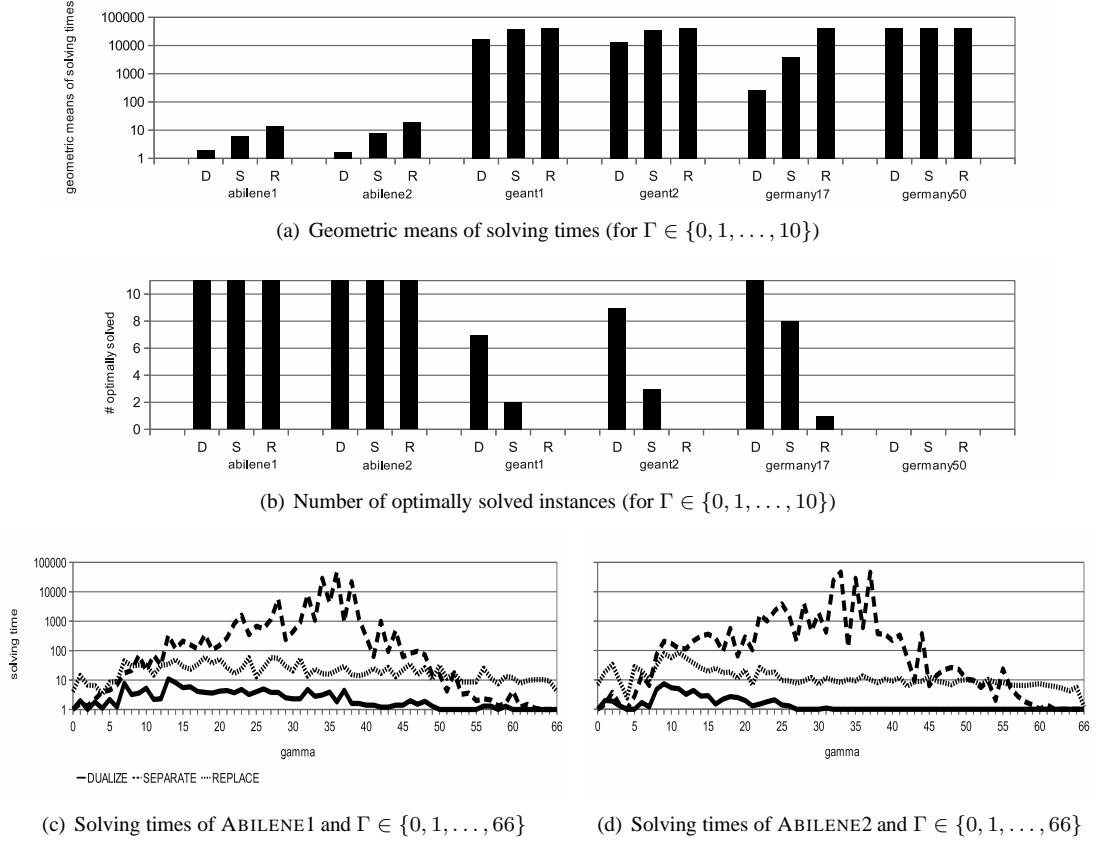 geometric means of solving times
100000
10000
1000
100
10
1
D S R D S R D S R D S R D S R D S R
abilene1 abilene2 geant1 geant2 germany17 germany50
(a) Geometric means of solving times (for Γ ∈ {0, 1, . . . , 10})
# optimally solved
10
8
6
4
2
0
D S R D S R D S R D S R D S R D S R
abilene1 abilene2 geant1 geant2 germany17 germany50
(b) Number of optimally solved instances (for Γ ∈ {0, 1, . . . , 10})
solving time
100000
10000
1000
100
10
1
0 5 10 15 20 25 30 35 40 45 50 55 60 66
gamma
DUALIZE SEPARATE REPLACE
(c) Solving times of ABILENE1 and Γ ∈ {0, 1, . . . , 66}
100000
10000
1000
100
10
1
0 5 10 15 20 25 30 35 40 45 50 55 60 66
gamma
(d) Solving times of ABILENE2 and Γ ∈ {0, 1, . . . , 66}